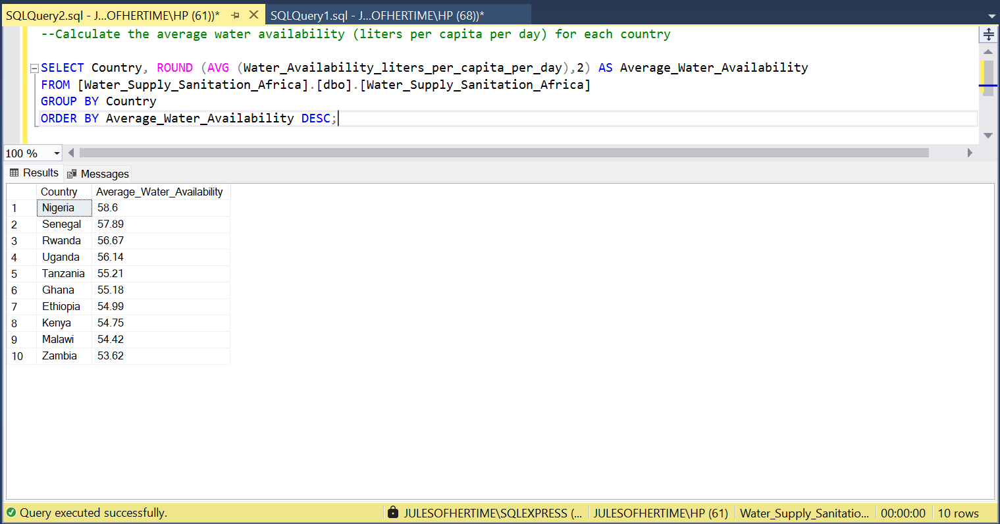 SQLQuery2.sql - J...OFHERTIME\HP (61))* SQLQuery1.sql - J...OFHERTIME\HP (68))*
--Calculate the average water availability (liters per capita per day) for each country
SELECT Country, ROUND (AVG (Water_Availability_liters_per_capita_per_day),2) AS Average_Water_Availability
FROM [Water_Supply_Sanitation_Africa].[dbo].[Water_Supply_Sanitation_Africa]
GROUP BY Country
ORDER BY Average_Water_Availability DESC;
100 %
Results Messages
Country Average_Water_Availability
1 Nigeria 58.6
2 Senegal 57.89
3 Rwanda 56.67
4 Uganda 56.14
5 Tanzania 55.21
6 Ghana 55.18
7 Ethiopia 54.99
8 Kenya 54.75
9 Malawi 54.42
10 Zambia 53.62
Query executed successfully. JULESOFHERTIME\SQLEXPRESS (... JULESOFHERTIME\HP (61) Water_Supply_Sanitatio... 00:00:00 10 rows